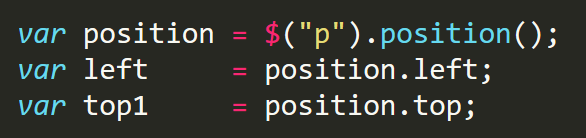 var position = $("p").position();
var left     = position.left;
var top1     = position.top;